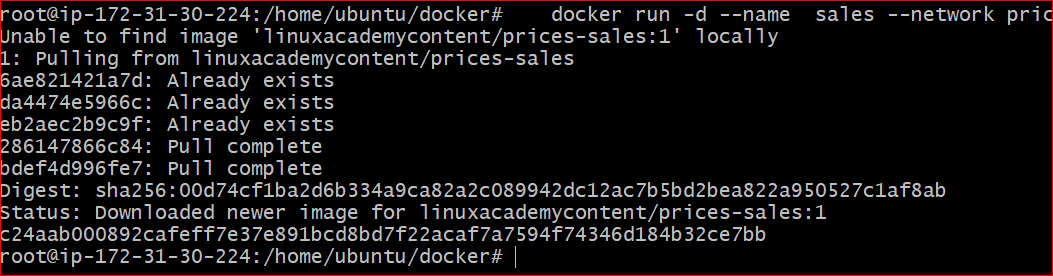 root@ip-172-31-30-224:/home/ubuntu/docker#    docker run -d --name  sales --network pric
Unable to find image 'linuxacademycontent/prices-sales:1' locally
1: Pulling from linuxacademycontent/prices-sales
6ae821421a7d: Already exists
da4474e5966c: Already exists
eb2aec2b9c9f: Already exists
286147866c84: Pull complete
bdef4d996fe7: Pull complete
Digest: sha256:00d74cf1ba2d6b334a9ca82a2c089942dc12ac7b5bd2bea822a950527c1af8ab
Status: Downloaded newer image for linuxacademycontent/prices-sales:1
c24aab000892cafeff7e37e891bcd8bd7f22acaf7a7594f74346d184b32ce7bb
root@ip-172-31-30-224:/home/ubuntu/docker#